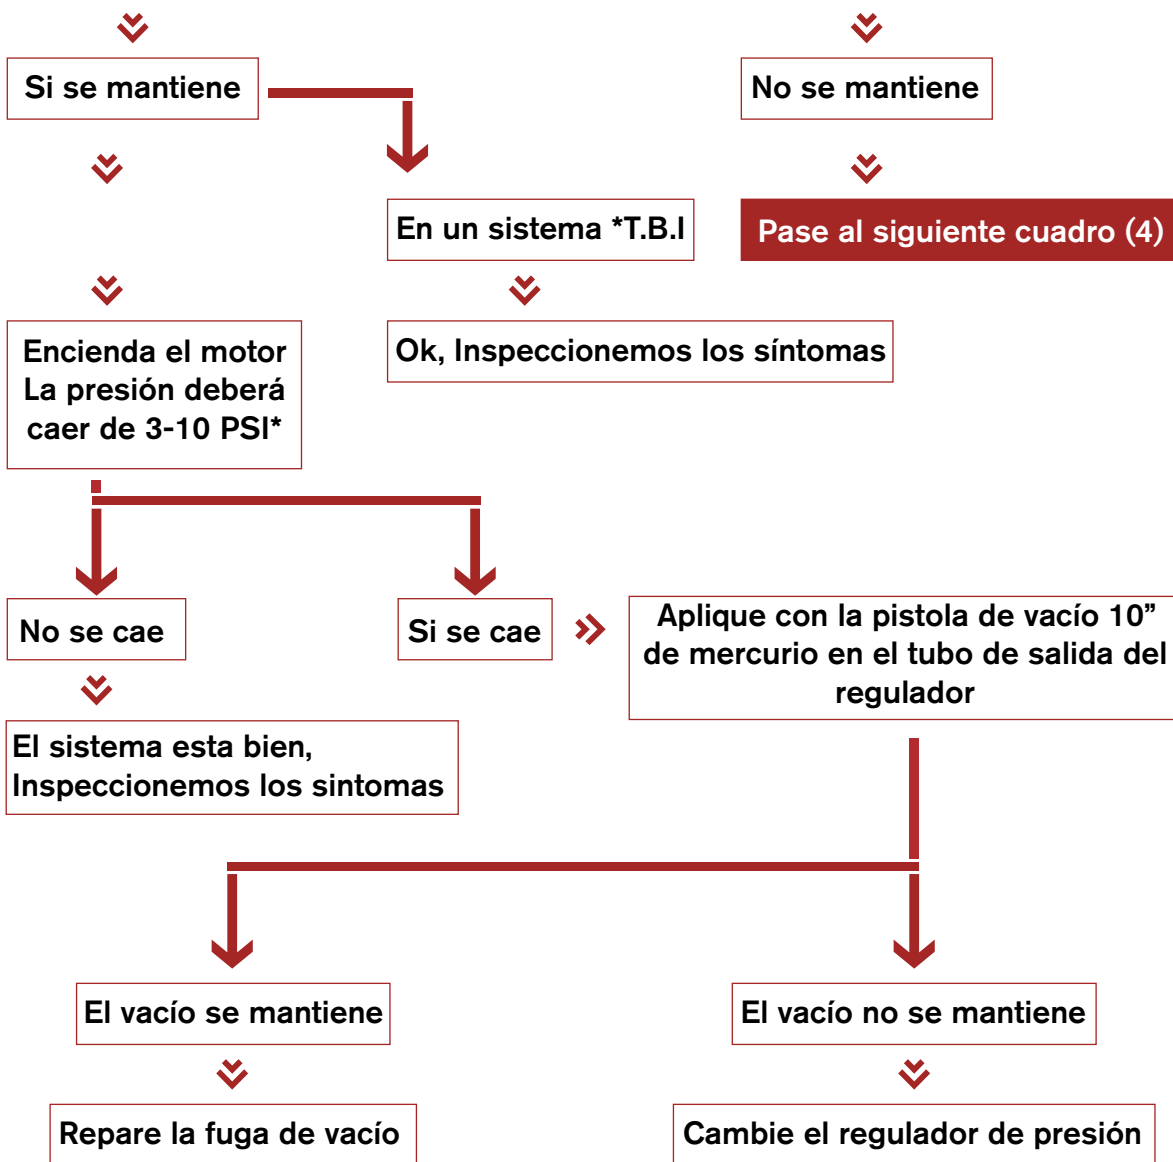 Si se mantiene
No se mantiene
En un sistema *T.B.I
Pase al siguiente cuadro (4)
Encienda el motor
La presión deberá
caer de 3-10 PSI*
Ok, Inspeccionemos los síntomas
No se cae
Si se cae
Aplique con la pistola de vacío 10”
de mercurio en el tubo de salida del
regulador
El sistema esta bien,
Inspeccionemos los sintomas
El vacío se mantiene
El vacío no se mantiene
Repare la fuga de vacío
Cambie el regulador de presión